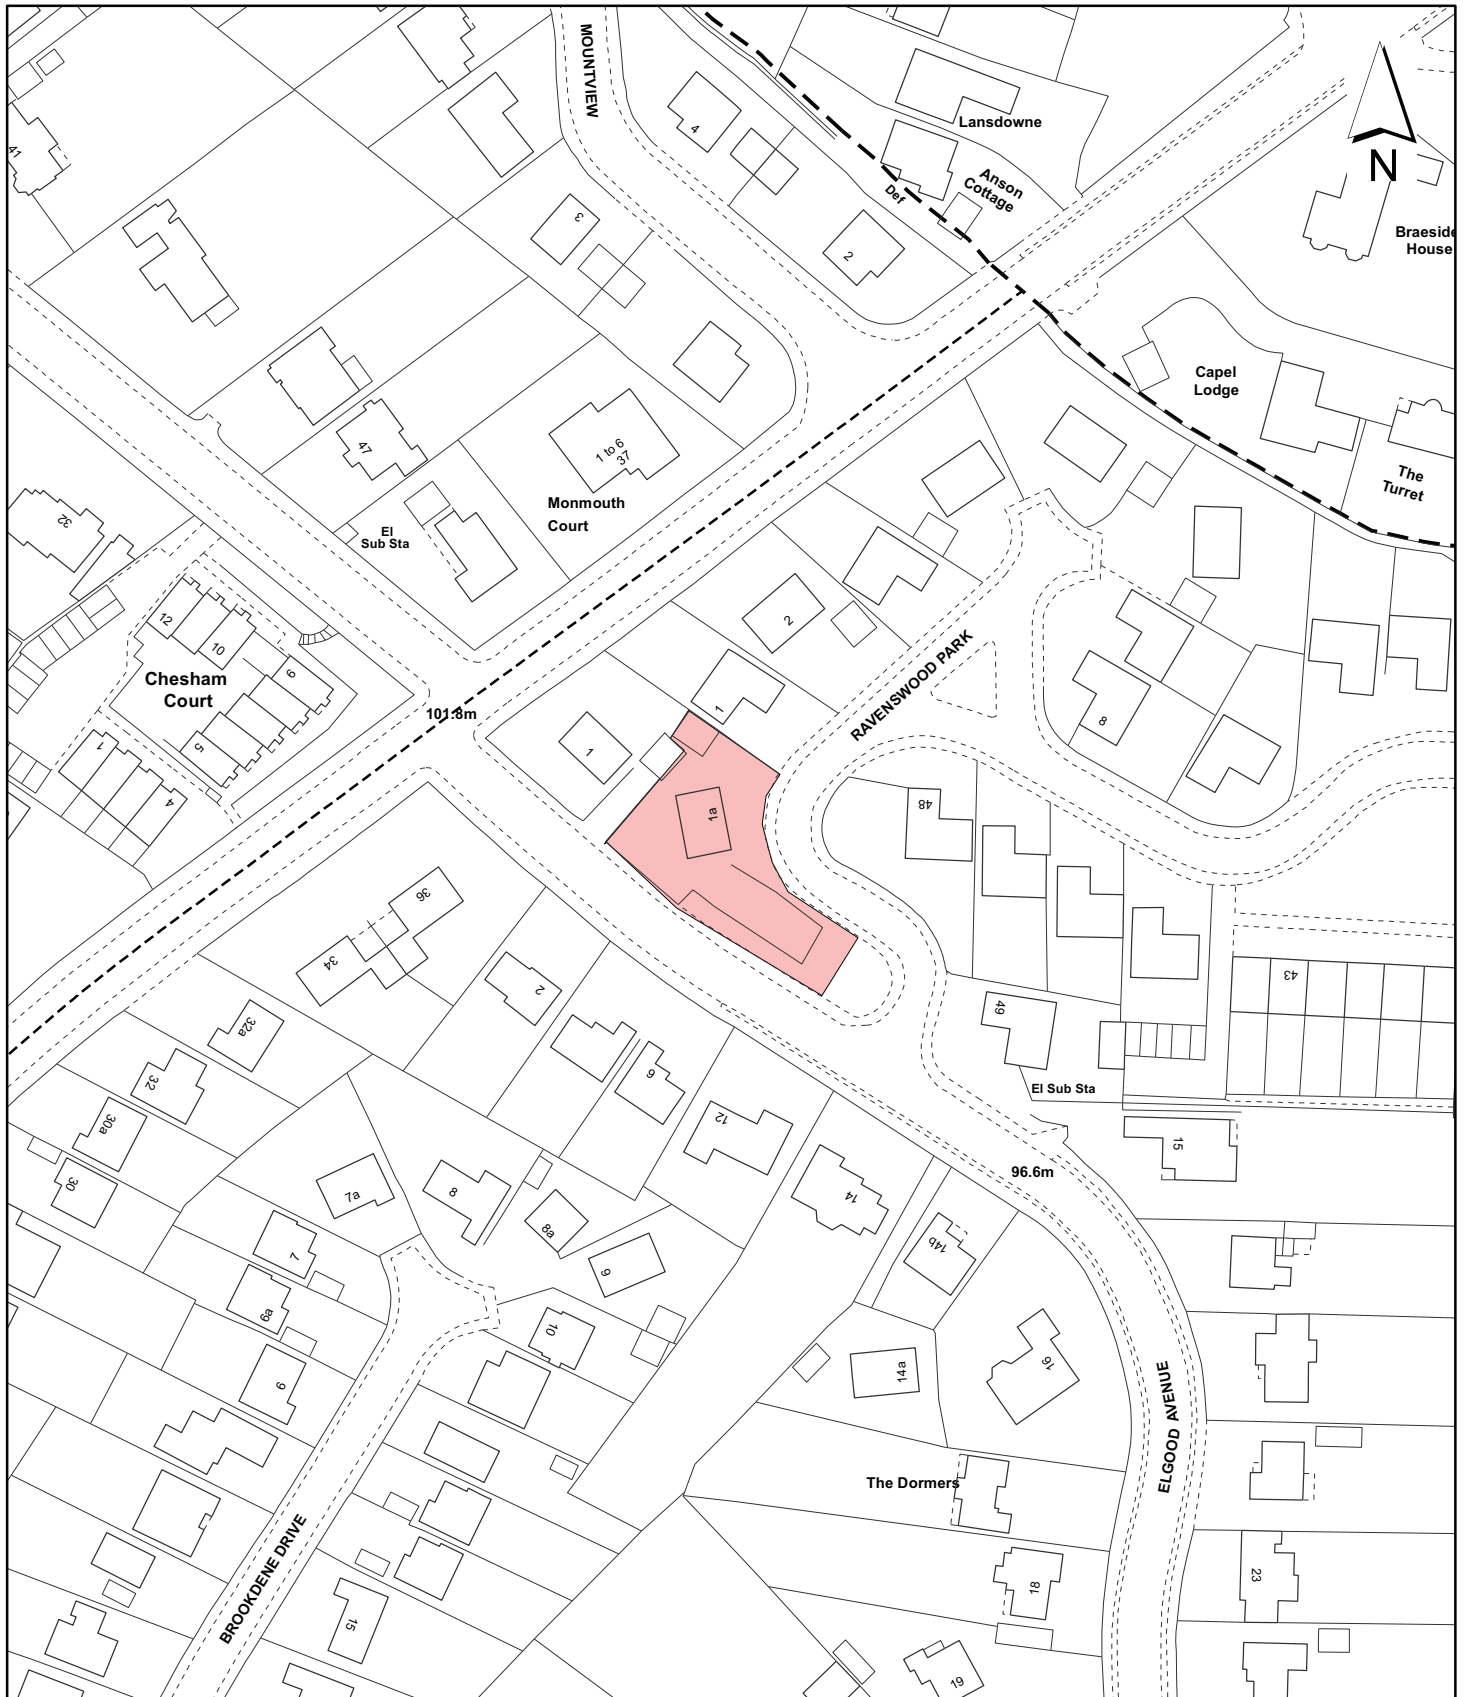 MOUNTVIEW
4
Lansdowne
Anson
Cottage
Def
N
41
3
2
Braeside
House
Capel
Lodge
47
1 to 6
37
Monmouth
Court
The
Turret
32
El
Sub Sta
12
10
2
RAVENSWOOD PARK
Chesham
Court
6
1
101.8m
1
8
5
1
4
1a
48
36
34
2
43
49
32a
32
6
El Sub Sta
30a
12
15
30
7a
8
14
96.6m
8a
7
9
14b
6a
10
16
14a
6
ELGOOD AVENUE
The Dormers
BROOKDENE DRIVE
18
23
15
19